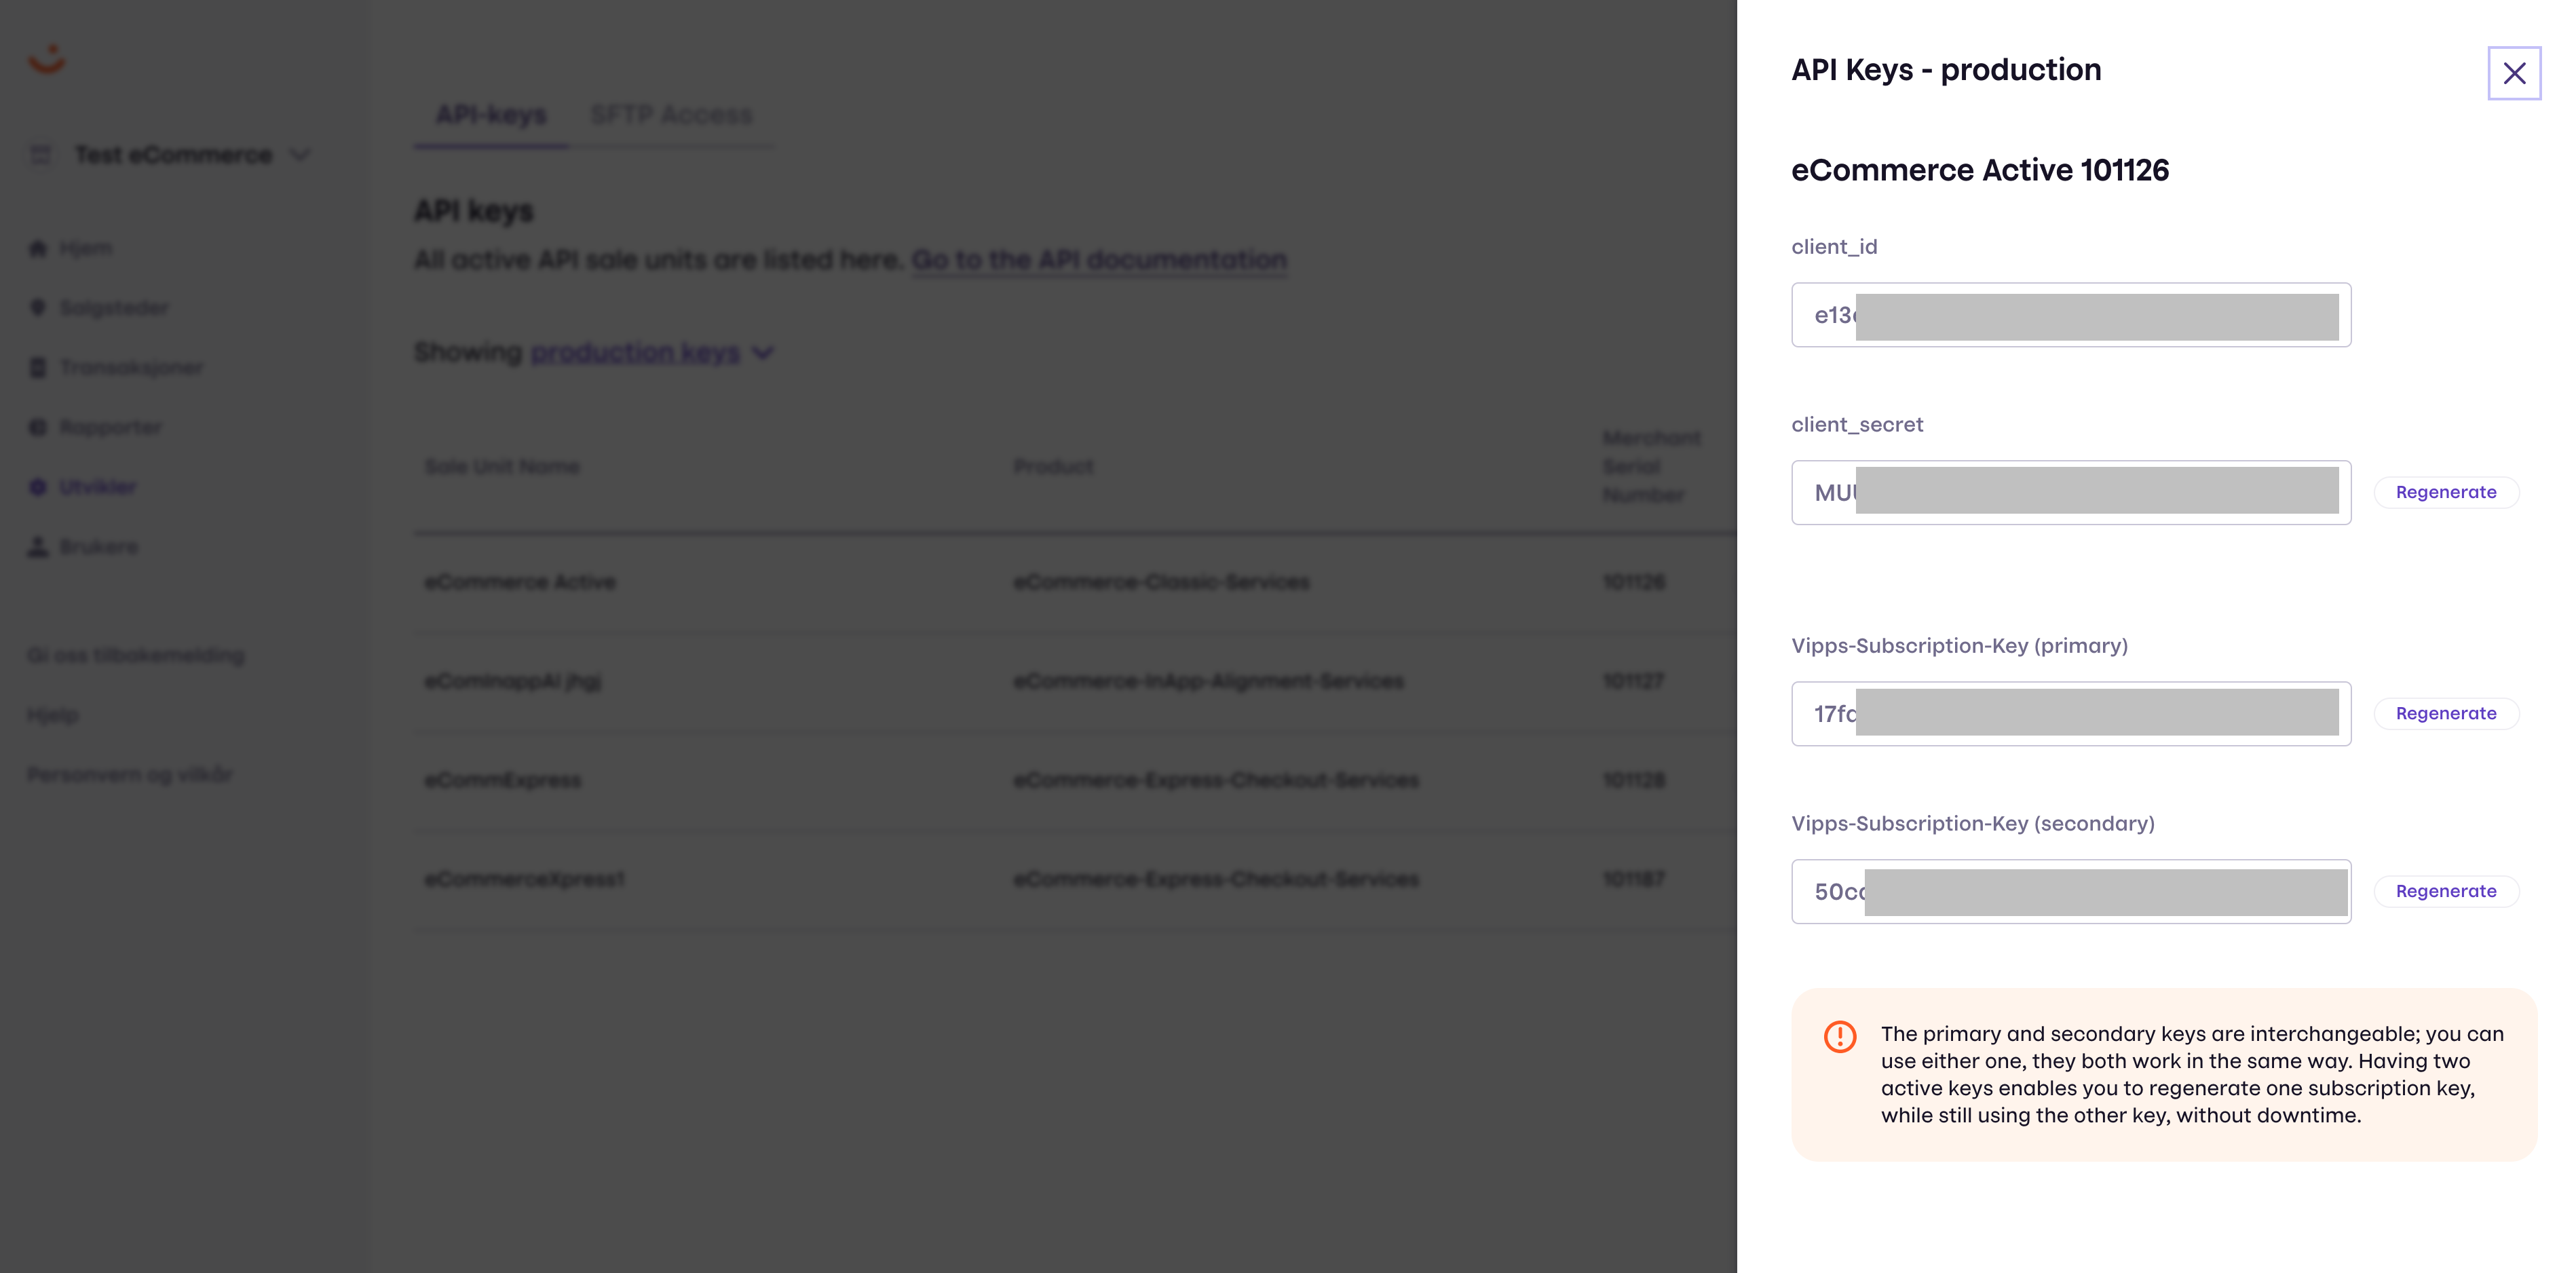 Test eCommerce
Hjem
Salgsteder
Transaksjoner
Rapporter
Utvikler
Brukere
Gi oss tilbakemelding
Hjelp
Personvern og vilkår
API-keys SFTP Access
API keys
All active API sale units are listed here. Go to the API documentation
Showing production keys
Sale Unit Name Product Merchant Serial Number
eCommerce Active eCommerce-Classic-Services 101126
eComInappAI jhgj eCommerce-InApp-Alignment-Services 101127
eCommExpress eCommerce-Express-Checkout-Services 101128
eCommerceXpress1 eCommerce-Express-Checkout-Services 101187
API Keys - production
eCommerce Active 101126
client_id
e13
client_secret
MU
Regenerate
Vipps-Subscription-Key (primary)
17f
Regenerate
Vipps-Subscription-Key (secondary)
50c
Regenerate
The primary and secondary keys are interchangeable; you can
use either one, they both work in the same way. Having two
active keys enables you to regenerate one subscription key,
while still using the other key, without downtime.